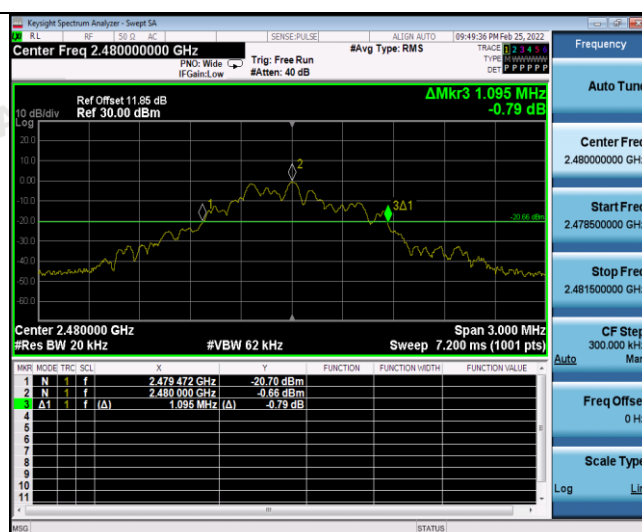 Keysight Spectrum Analyzer - Swept SA
RL RF 50 Ω AC SENSE:PULSE ALIGN AUTO 09:49:36 PM Feb 25, 2022
Center Freq 2.480000000 GHz #Avg Type: RMS TRACE 1 2 3 4 5 6
PNO: Wide Trig: Free Run TYPE M WWWWW
IFGain:Low #Atten: 40 dB DET P P P P P P
ΔMkr3 1.095 MHz
-0.79 dB
Ref Offset 11.85 dB
10 dB/div Ref 30.00 dBm
Log
20.0
10.0
0.00
-10.0
-20.0
-30.0
-40.0
-50.0
-60.0
1
2
3Δ1
-20.66 dBm
Center 2.480000 GHz Span 3.000 MHz
#Res BW 20 kHz #VBW 62 kHz Sweep 7.200 ms (1001 pts)
MKR MODE TRC SCL X Y FUNCTION FUNCTION WIDTH FUNCTION VALUE
1 N 1 f 2.479 472 GHz -20.70 dBm
2 N 1 f 2.480 000 GHz -0.66 dBm
3 Δ1 1 f (Δ) 1.095 MHz (Δ) -0.79 dB
4
5
6
7
8
9
10
11
MSG STATUS
Frequency
Auto Tune
Center Freq
2.480000000 GHz
Start Freq
2.478500000 GHz
Stop Freq
2.481500000 GHz
CF Step
300.000 kHz
Auto Man
Freq Offset
0 Hz
Scale Type
Log Lin